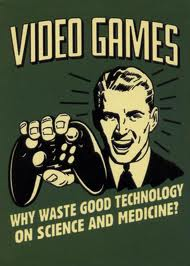 VIDEO GAMES
WHY WASTE GOOD TECHNOLOGY
ON SCIENCE AND MEDICINE?